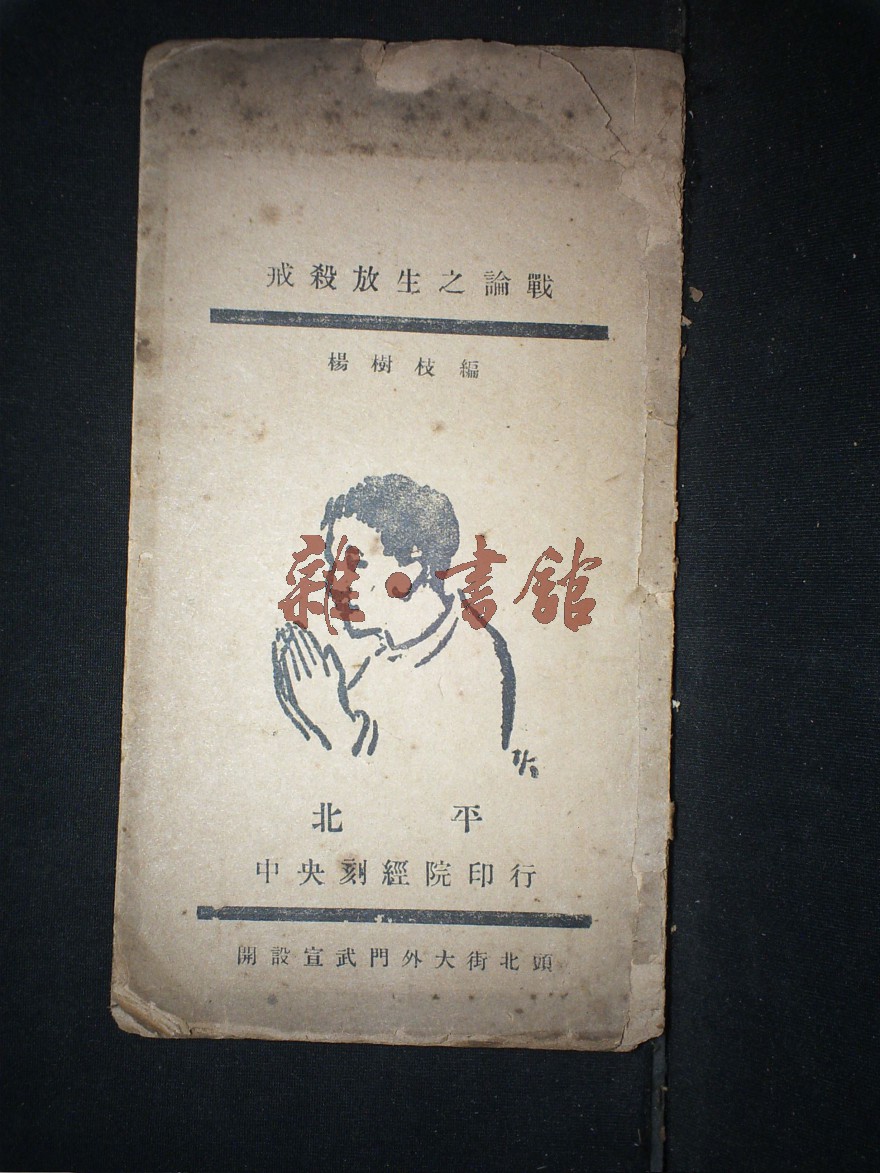 戒殺放生之論戰
楊樹枝編
雜·書館
北平
中央刻經院印行
開設宣武門外大街北頭